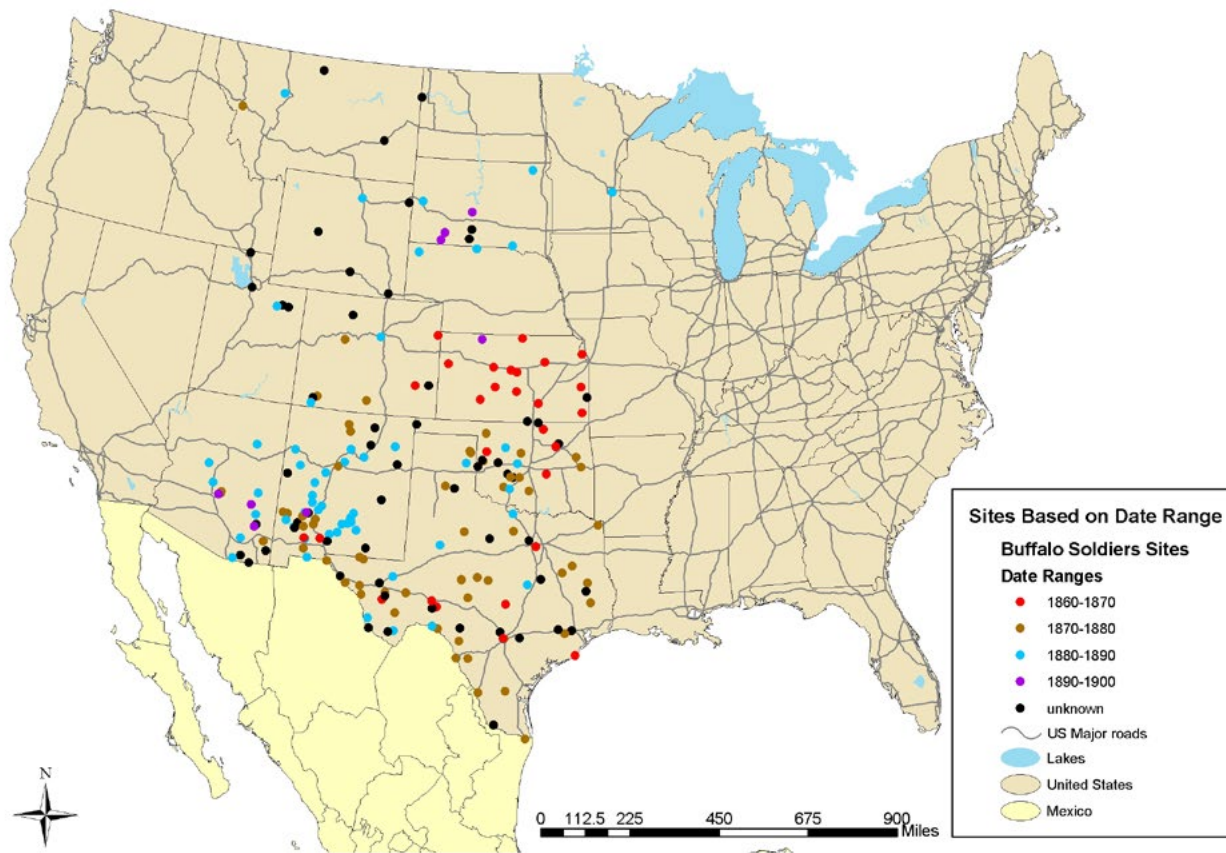 Sites Based on Date Range
Buffalo Soldiers Sites
Date Ranges
1860-1870
1870-1880
1880-1890
1890-1900
unknown
US Major roads
Lakes
United States
Mexico
N
0 112.5 225 450 675 900
Miles